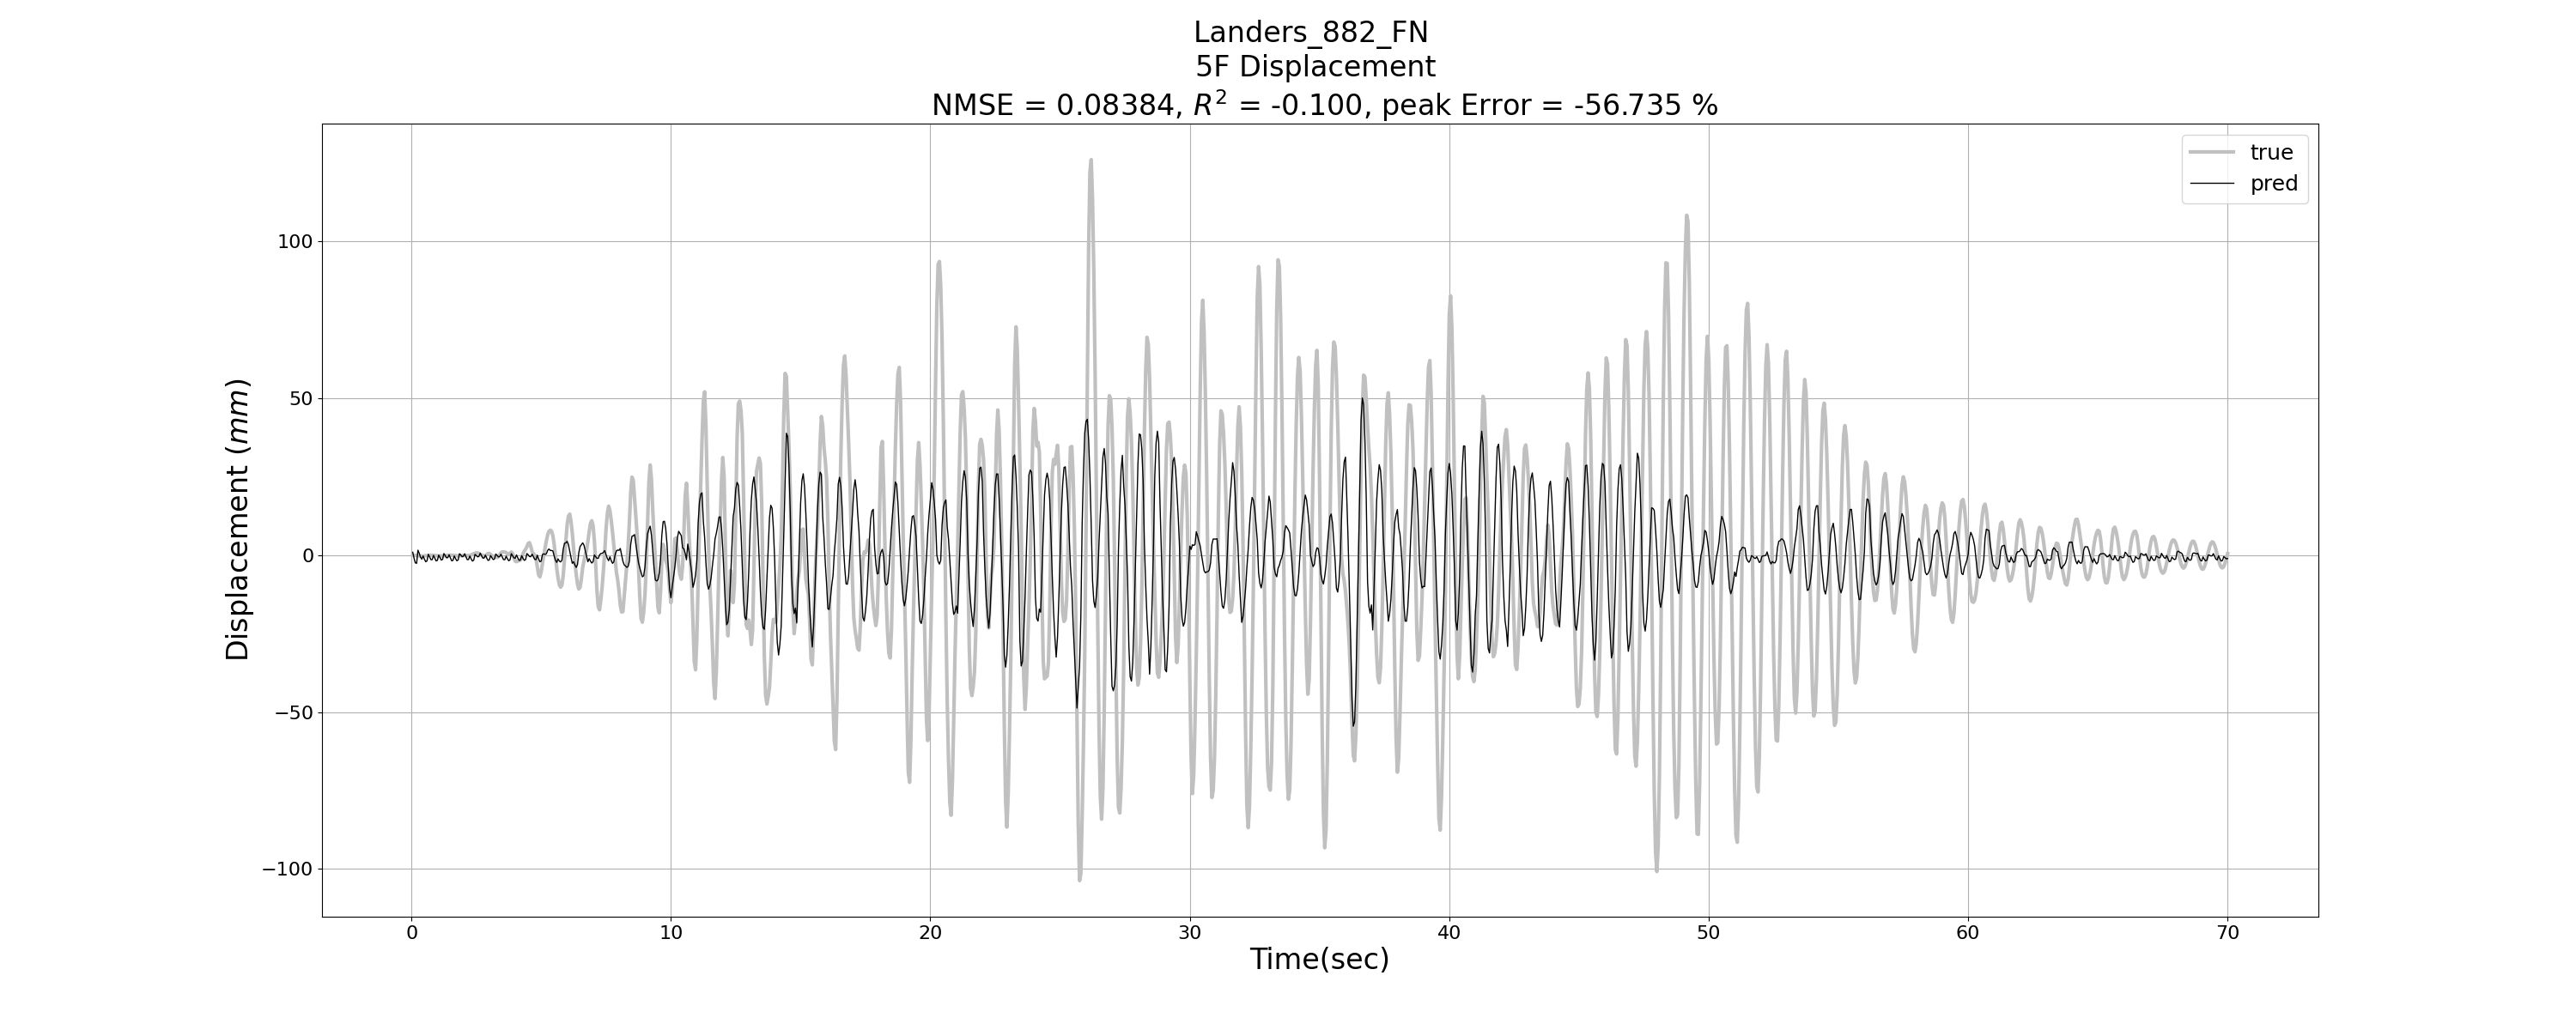 Landers_882_FN
5F Displacement
NMSE = 0.08384, R² = -0.100, peak Error = -56.735 %
true
pred
100
50
0
−50
−100
Displacement (mm)
0 10 20 30 40 50 60 70
Time(sec)